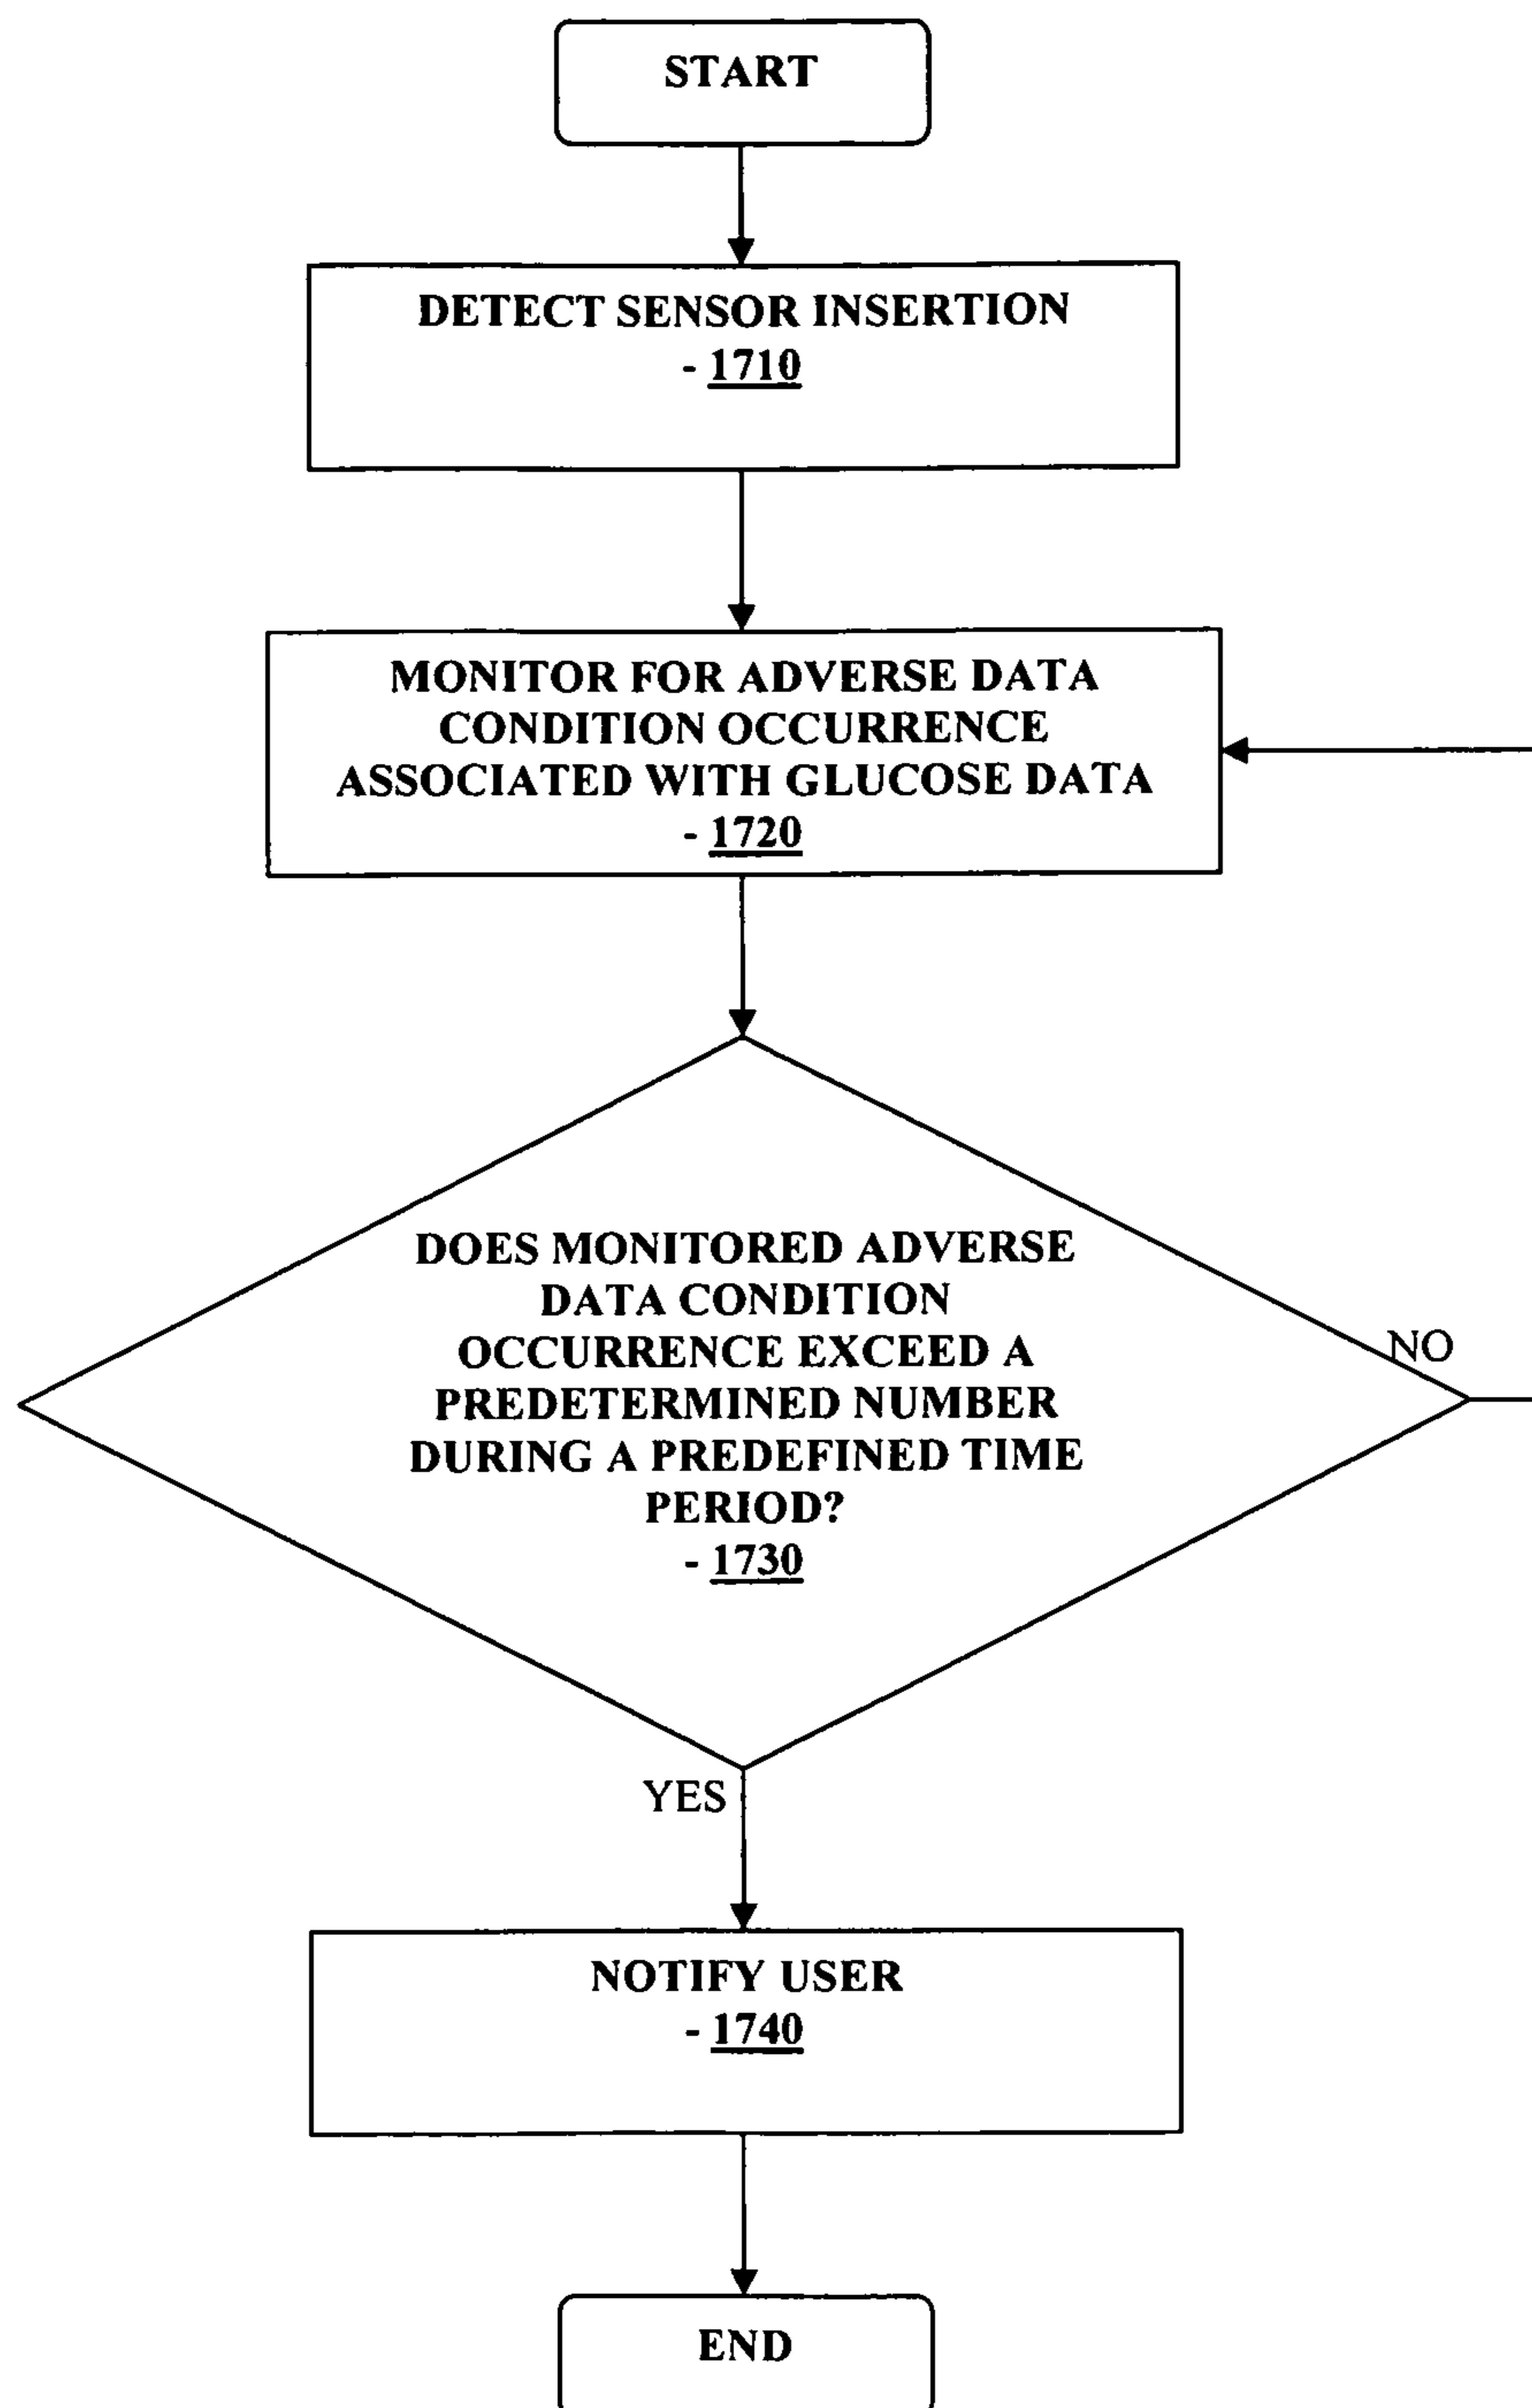 START
DETECT SENSOR INSERTION
- 1710
MONITOR FOR ADVERSE DATA
CONDITION OCCURRENCE
ASSOCIATED WITH GLUCOSE DATA
- 1720
DOES MONITORED ADVERSE
DATA CONDITION
OCCURRENCE EXCEED A
PREDETERMINED NUMBER
DURING A PREDEFINED TIME
PERIOD?
- 1730
NO
YES
NOTIFY USER
- 1740
END